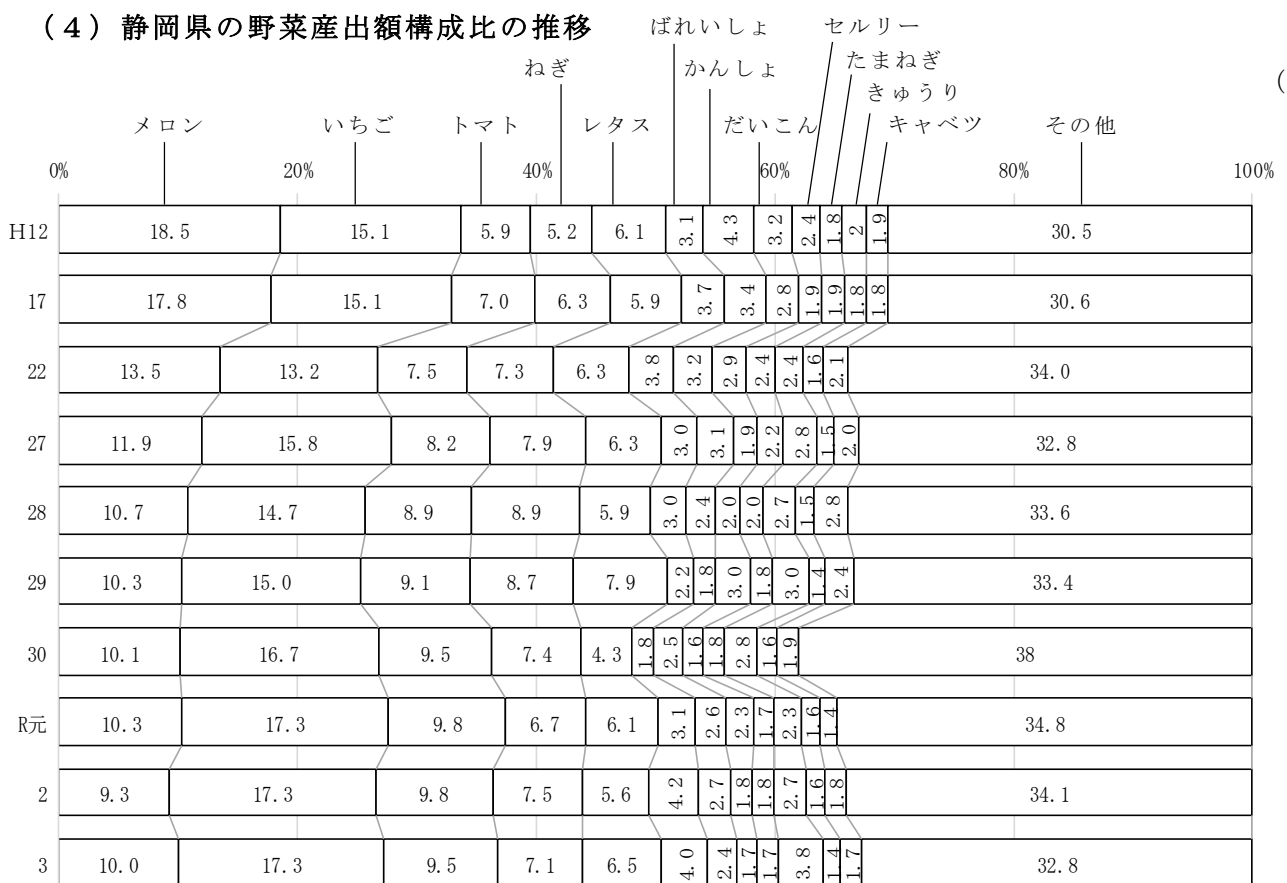 (４) 静岡県の野菜産出額構成比の推移
ばれいしょ セルリー
ねぎ かんしょ たまねぎ
きゅうり (
メロン いちご トマト レタス だいこん キャベツ その他
0% 20% 40% 60% 80% 100%
H12 18.5 15.1 5.9 5.2 6.1 3.1 4.3 3.2 2.4 1.8 2 1.9 30.5
17 17.8 15.1 7.0 6.3 5.9 3.7 3.4 2.8 1.9 1.9 1.8 1.8 30.6
22 13.5 13.2 7.5 7.3 6.3 3.8 3.2 2.9 2.4 2.4 1.6 2.1 34.0
27 11.9 15.8 8.2 7.9 6.3 3.0 3.1 1.9 2.2 2.8 1.5 2.0 32.8
28 10.7 14.7 8.9 8.9 5.9 3.0 2.4 2.0 2.0 2.7 1.5 2.8 33.6
29 10.3 15.0 9.1 8.7 7.9 2.2 1.8 3.0 1.8 3.0 1.4 2.4 33.4
30 10.1 16.7 9.5 7.4 4.3 1.8 2.5 1.6 1.8 2.8 1.6 1.9 38
R元 10.3 17.3 9.8 6.7 6.1 3.1 2.6 2.3 1.7 2.3 1.6 1.4 34.8
2 9.3 17.3 9.8 7.5 5.6 4.2 2.7 1.8 1.8 2.7 1.6 1.8 34.1
3 10.0 17.3 9.5 7.1 6.5 4.0 2.4 1.7 1.7 3.8 1.4 1.7 32.8